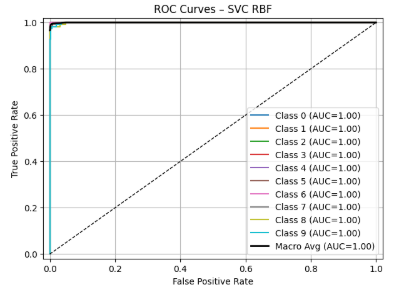 ROC Curves – SVC RBF
True Positive Rate
1.0
0.8
0.6
0.4
0.2
0.0
Class 0 (AUC=1.00)
Class 1 (AUC=1.00)
Class 2 (AUC=1.00)
Class 3 (AUC=1.00)
Class 4 (AUC=1.00)
Class 5 (AUC=1.00)
Class 6 (AUC=1.00)
Class 7 (AUC=1.00)
Class 8 (AUC=1.00)
Class 9 (AUC=1.00)
Macro Avg (AUC=1.00)
0.0 0.2 0.4 0.6 0.8 1.0
False Positive Rate